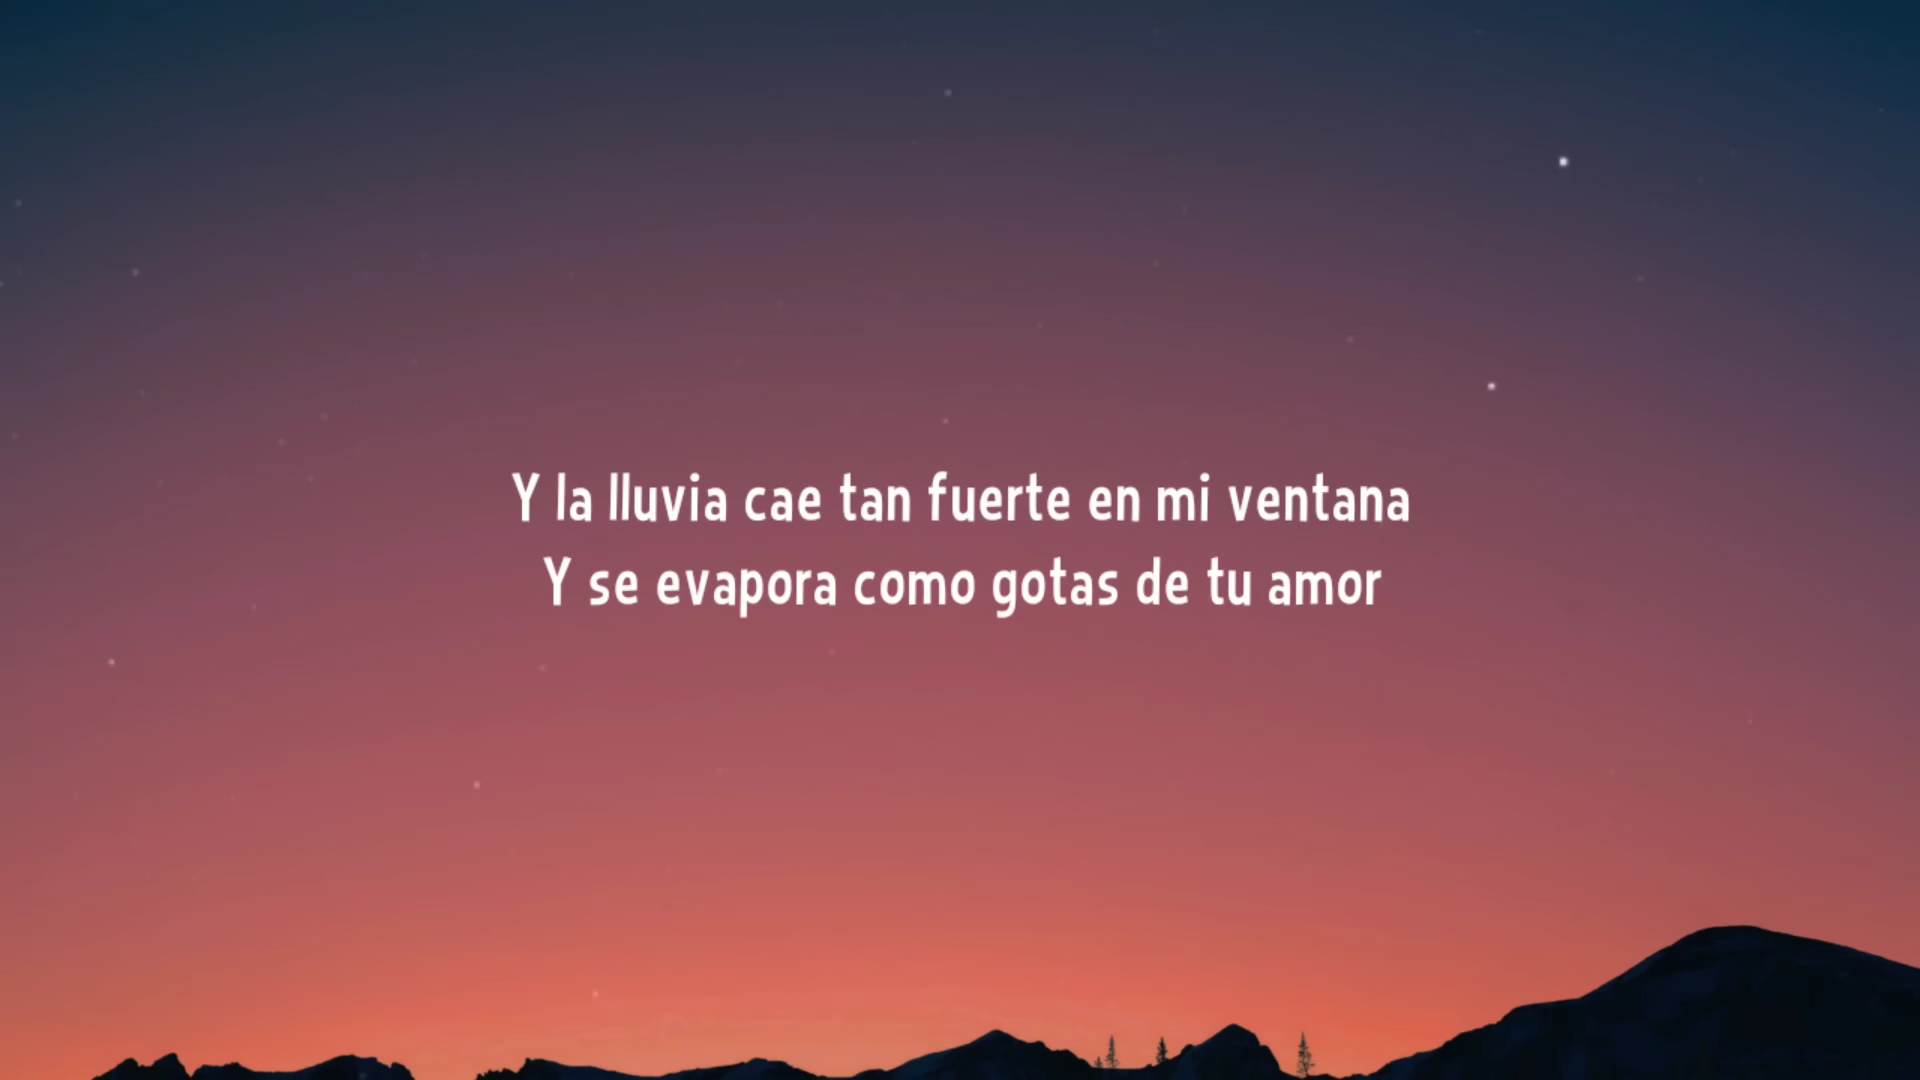 Y la lluvia cae tan fuerte en mi ventana
Y se evapora como gotas de tu amor